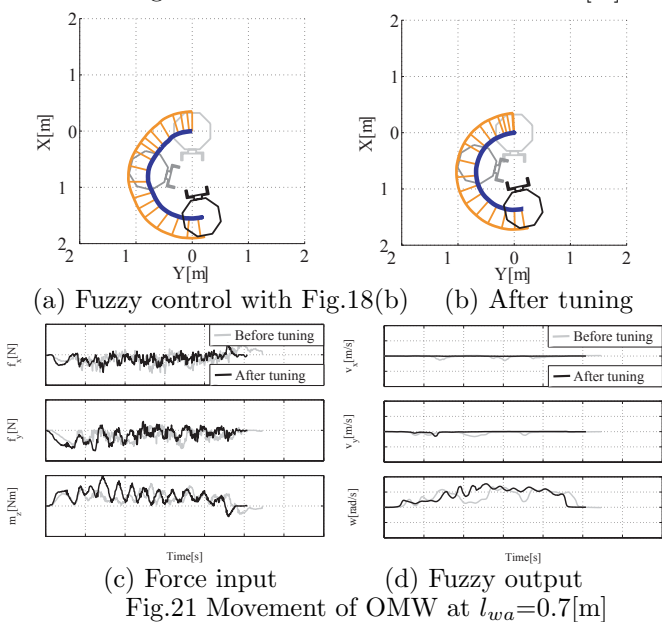 2
2
1
1
X[m]
0
X[m]
0
1
1
2
2
2 1 0 1 2
2 1 0 1 2
Y[m]
Y[m]
(a) Fuzzy control with Fig.18(b)
(b) After tuning
f_x[N]
Before tuning
After tuning
v_x[m/s]
Before tuning
After tuning
f_y[N]
v_y[m/s]
m_z[Nm]
w[rad/s]
Time[s]
Time[s]
(c) Force input
(d) Fuzzy output
Fig.21 Movement of OMW at l_{wa}=0.7[m]